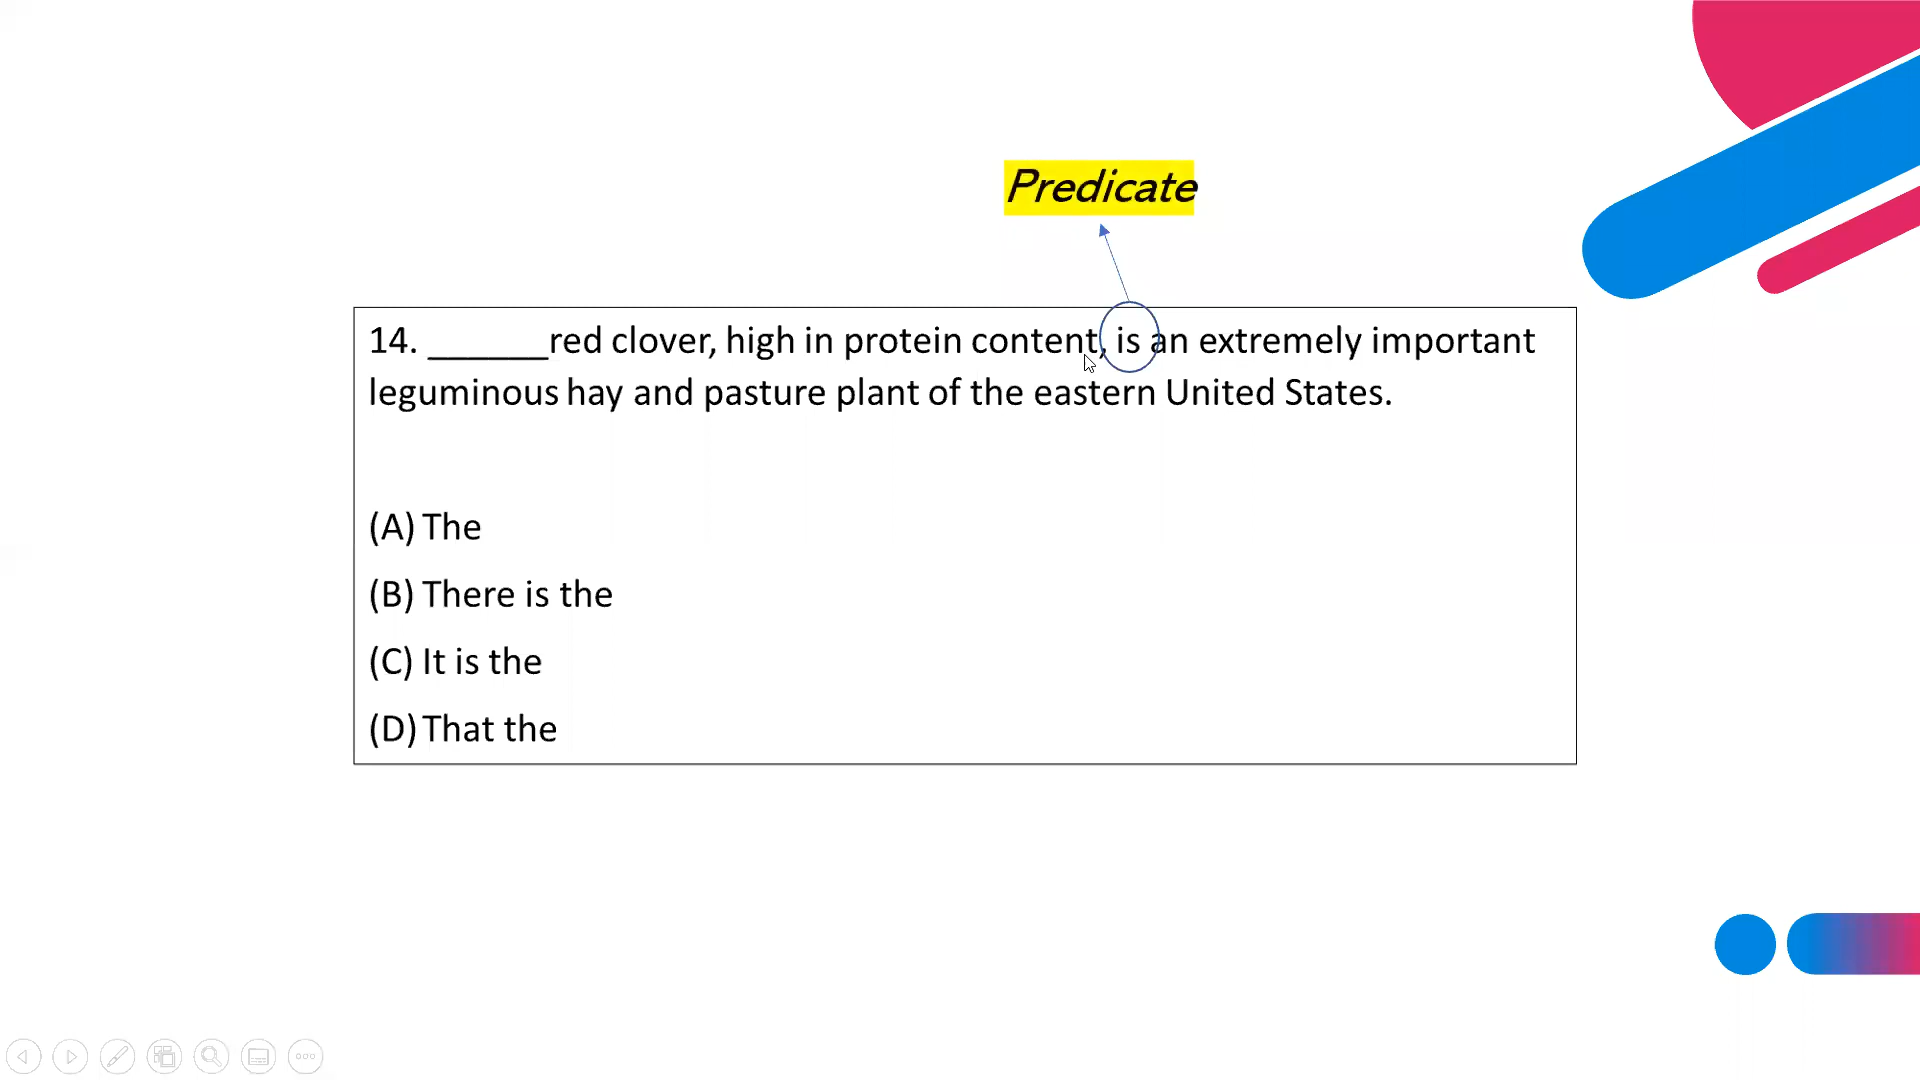 Predicate
14. ______red clover, high in protein content, is an extremely important
leguminous hay and pasture plant of the eastern United States.
(A) The
(B) There is the
(C) It is the
(D) That the